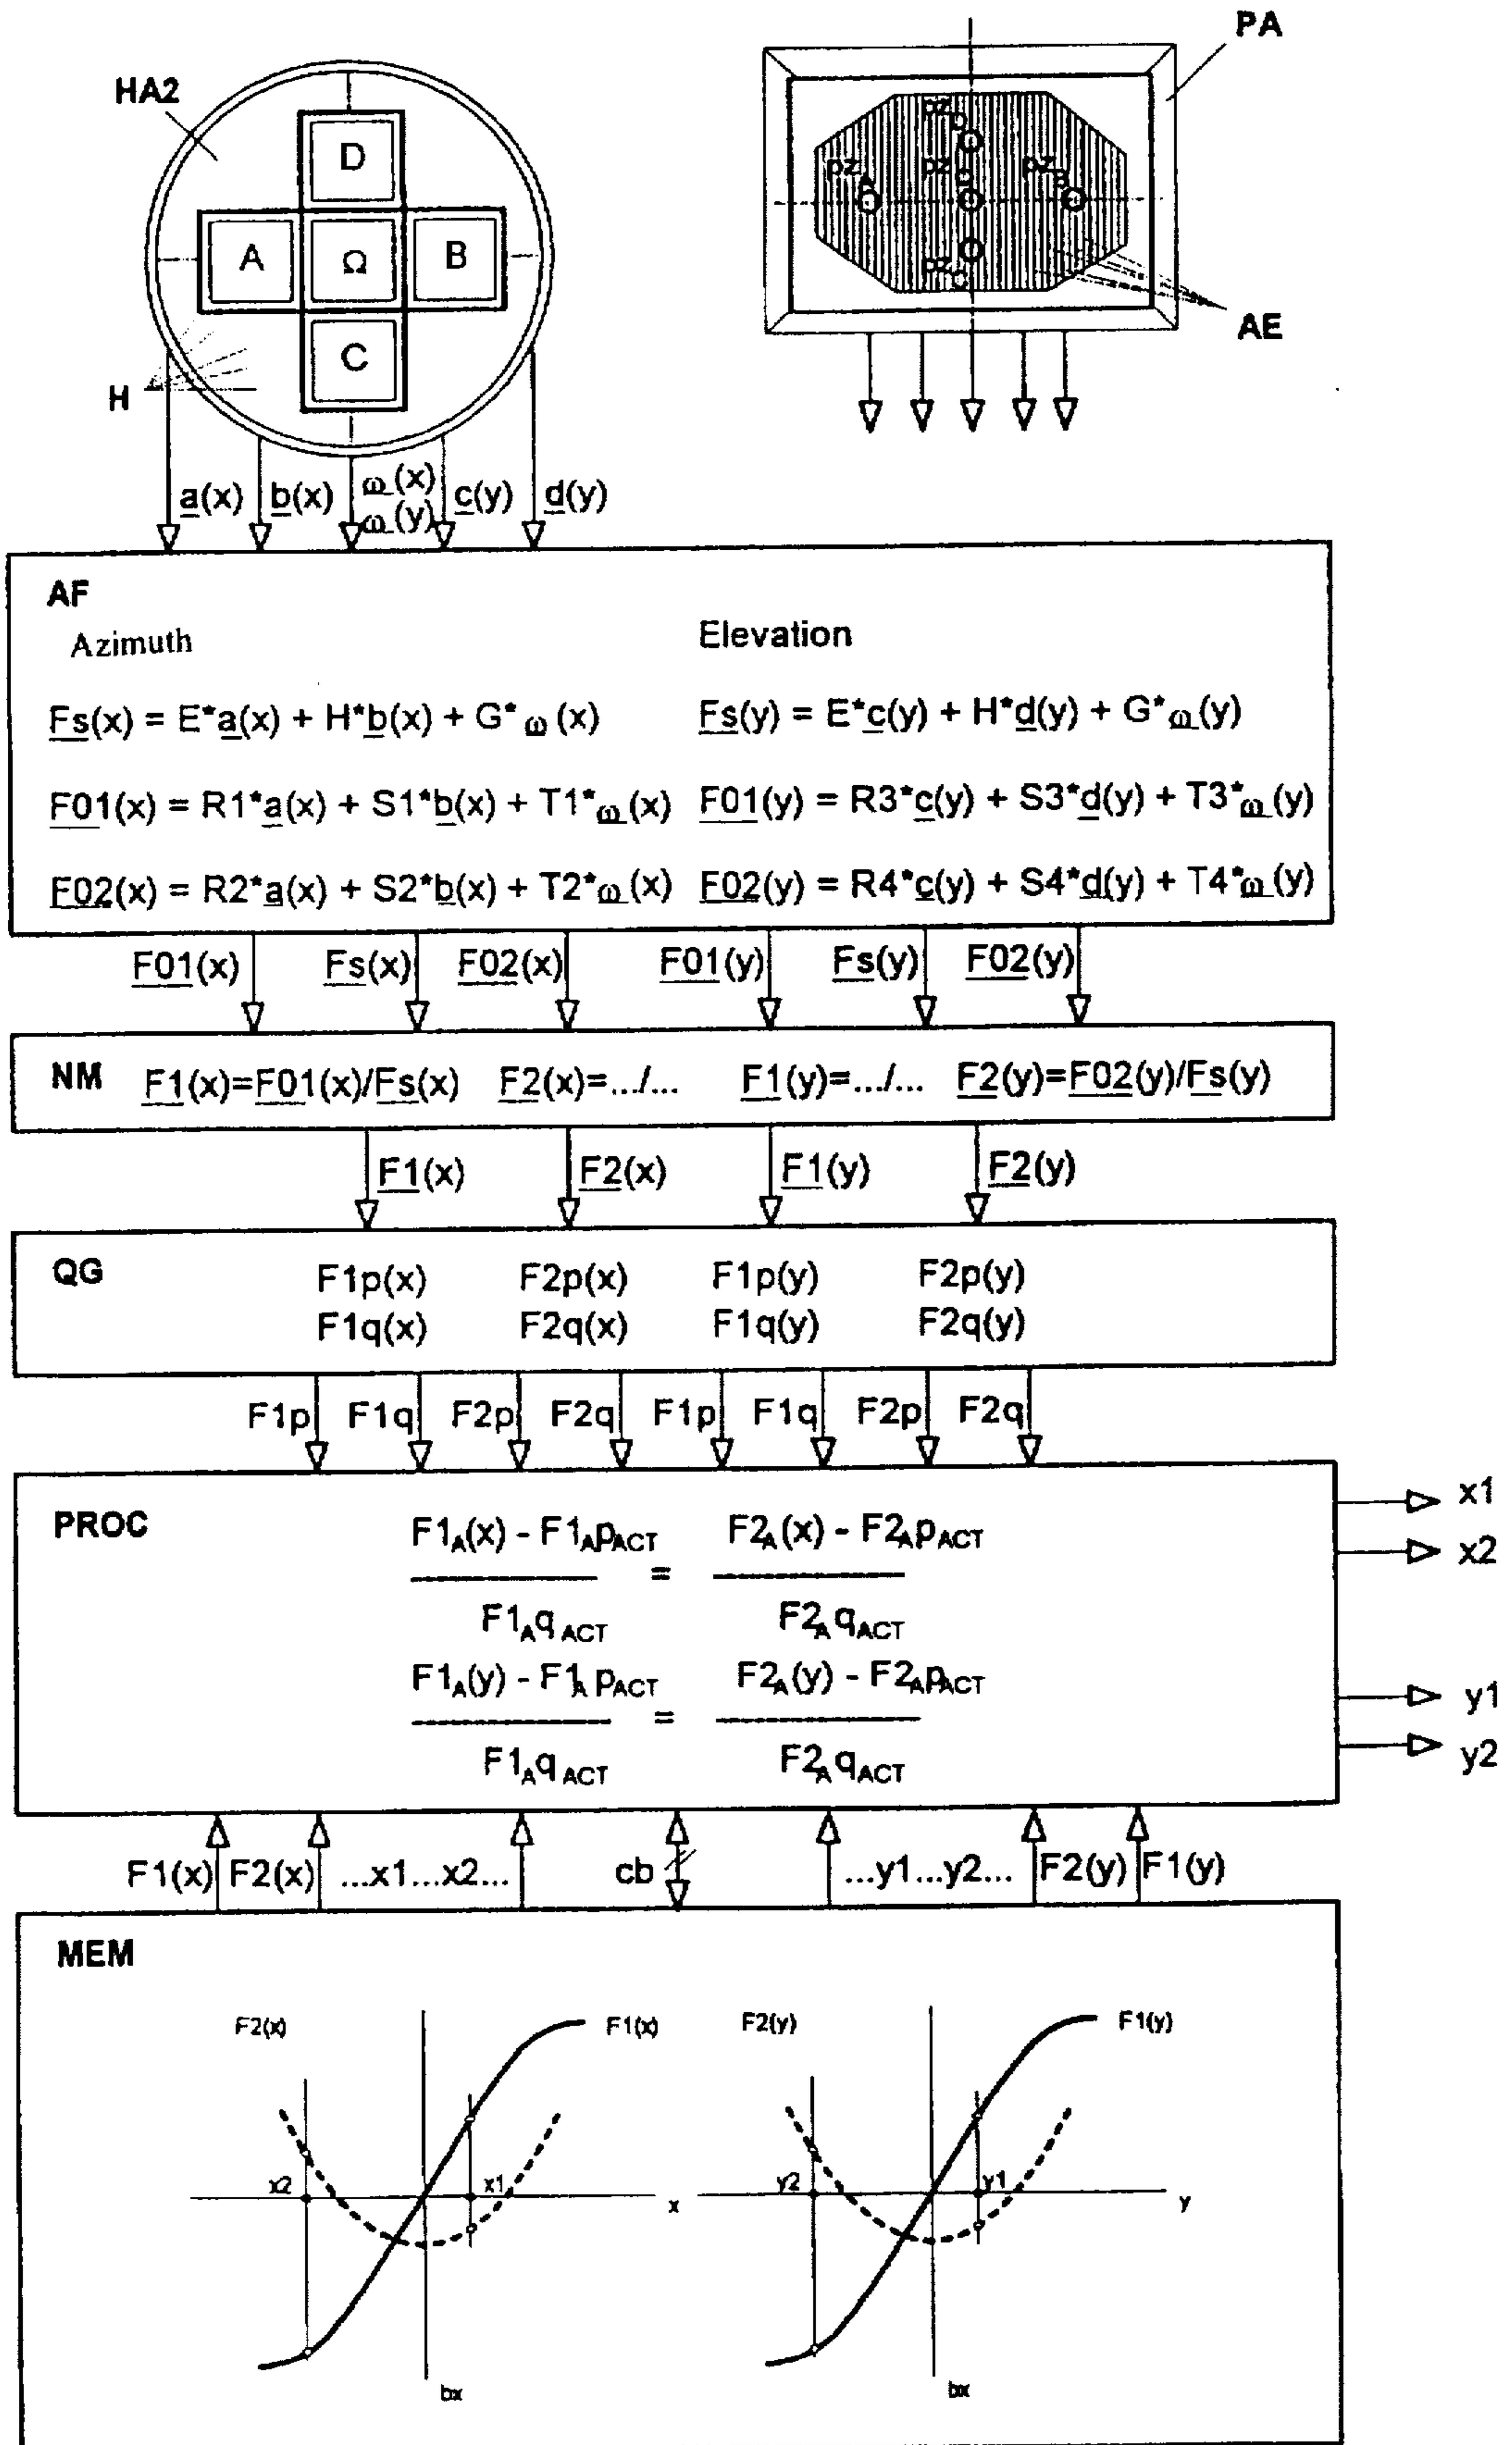 PA
HA2
D
A Ω B
C
H
pz D
pz A pz Ω pz B
pz C
AE
a(x) b(x) ω(x) c(y) d(y)
ω(y)
AF
Azimuth Elevation
Fs(x) = E*a(x) + H*b(x) + G*ω(x) Fs(y) = E*c(y) + H*d(y) + G*ω(y)
F01(x) = R1*a(x) + S1*b(x) + T1*ω(x) F01(y) = R3*c(y) + S3*d(y) + T3*ω(y)
F02(x) = R2*a(x) + S2*b(x) + T2*ω(x) F02(y) = R4*c(y) + S4*d(y) + T4*ω(y)
F01(x) Fs(x) F02(x) F01(y) Fs(y) F02(y)
NM F1(x)=F01(x)/Fs(x) F2(x)=.../... F1(y)=.../... F2(y)=F02(y)/Fs(y)
F1(x) F2(x) F1(y) F2(y)
QG F1p(x) F2p(x) F1p(y) F2p(y)
F1q(x) F2q(x) F1q(y) F2q(y)
F1p F1q F2p F2q F1p F1q F2p F2q
x1
PROC F1A(x) - F1ApACT = F2A(x) - F2ApACT
x2
F1AqACT F2AqACT
F1A(y) - F1ApACT = F2A(y) - F2ApACT
y1
F1AqACT F2AqACT
y2
F1(x) F2(x) ...x1...x2... cb ...y1...y2... F2(y) F1(y)
MEM
F2(x) F1(x) F2(y) F1(y)
x2 x1 x y2 y1 y
bx bx